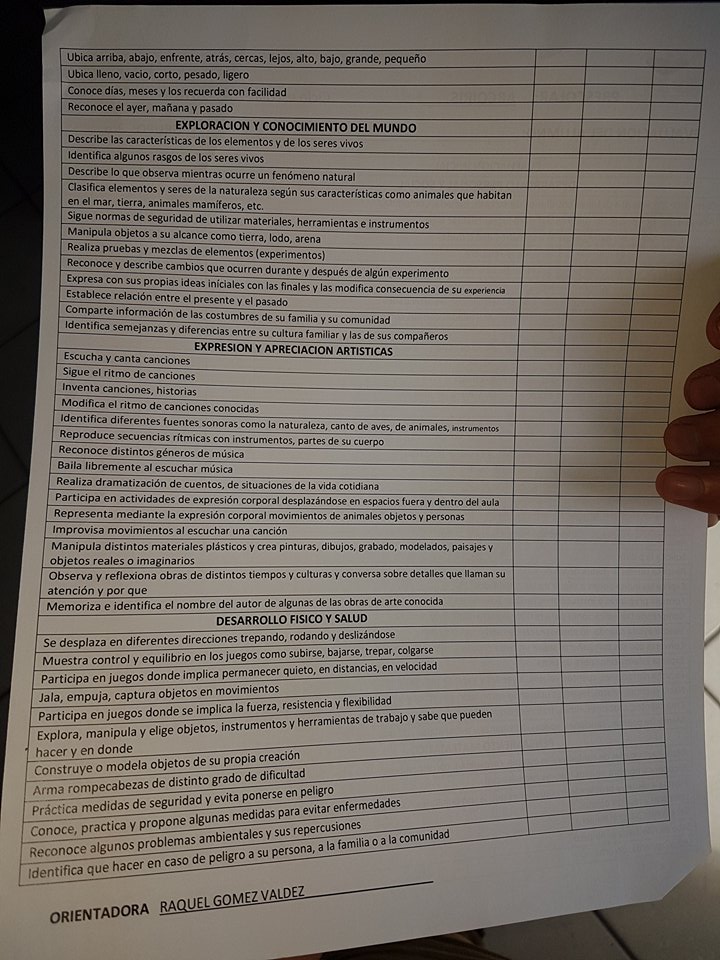 Ubica arriba, abajo, enfrente, atrás, cercas, lejos, alto, bajo, grande, pequeño
Ubica lleno, vacio, corto, pesado, ligero
Conoce días, meses y los recuerda con facilidad
Reconoce el ayer, mañana y pasado
EXPLORACION Y CONOCIMIENTO DEL MUNDO
Describe las características de los elementos y de los seres vivos
Identifica algunos rasgos de los seres vivos
Describe lo que observa mientras ocurre un fenómeno natural
Clasifica elementos y seres de la naturaleza según sus características como animales que habitan
en el mar, tierra, animales mamíferos, etc.
Sigue normas de seguridad de utilizar materiales, herramientas e instrumentos
Manipula objetos a su alcance como tierra, lodo, arena
Realiza pruebas y mezclas de elementos (experimentos)
Reconoce y describe cambios que ocurren durante y después de algún experimento
Expresa con sus propias ideas iníciales con las finales y las modifica consecuencia de su experiencia
Establece relación entre el presente y el pasado
Comparte información de las costumbres de su familia y su comunidad
Identifica semejanzas y diferencias entre su cultura familiar y las de sus compañeros
EXPRESION Y APRECIACION ARTISTICAS
Escucha y canta canciones
Sigue el ritmo de canciones
Inventa canciones, historias
Modifica el ritmo de canciones conocidas
Identifica diferentes fuentes sonoras como la naturaleza, canto de aves, de animales, instrumentos
Reproduce secuencias rítmicas con instrumentos, partes de su cuerpo
Reconoce distintos géneros de música
Baila libremente al escuchar música
Realiza dramatización de cuentos, de situaciones de la vida cotidiana
Participa en actividades de expresión corporal desplazándose en espacios fuera y dentro del aula
Representa mediante la expresión corporal movimientos de animales objetos y personas
Improvisa movimientos al escuchar una canción
Manipula distintos materiales plásticos y crea pinturas, dibujos, grabado, modelados, paisajes y
objetos reales o imaginarios
Observa y reflexiona obras de distintos tiempos y culturas y conversa sobre detalles que llaman su
atención y por que
Memoriza e identifica el nombre del autor de algunas de las obras de arte conocida
DESARROLLO FISICO Y SALUD
Se desplaza en diferentes direcciones trepando, rodando y deslizándose
Muestra control y equilibrio en los juegos como subirse, bajarse, trepar, colgarse
Participa en juegos donde implica permanecer quieto, en distancias, en velocidad
Jala, empuja, captura objetos en movimientos
Participa en juegos donde se implica la fuerza, resistencia y flexibilidad
Explora, manipula y elige objetos, instrumentos y herramientas de trabajo y sabe que pueden
hacer y en donde
Construye o modela objetos de su propia creación
Arma rompecabezas de distinto grado de dificultad
Práctica medidas de seguridad y evita ponerse en peligro
Conoce, practica y propone algunas medidas para evitar enfermedades
Reconoce algunos problemas ambientales y sus repercusiones
Identifica que hacer en caso de peligro a su persona, a la familia o a la comunidad
ORIENTADORA RAQUEL GOMEZ VALDEZ